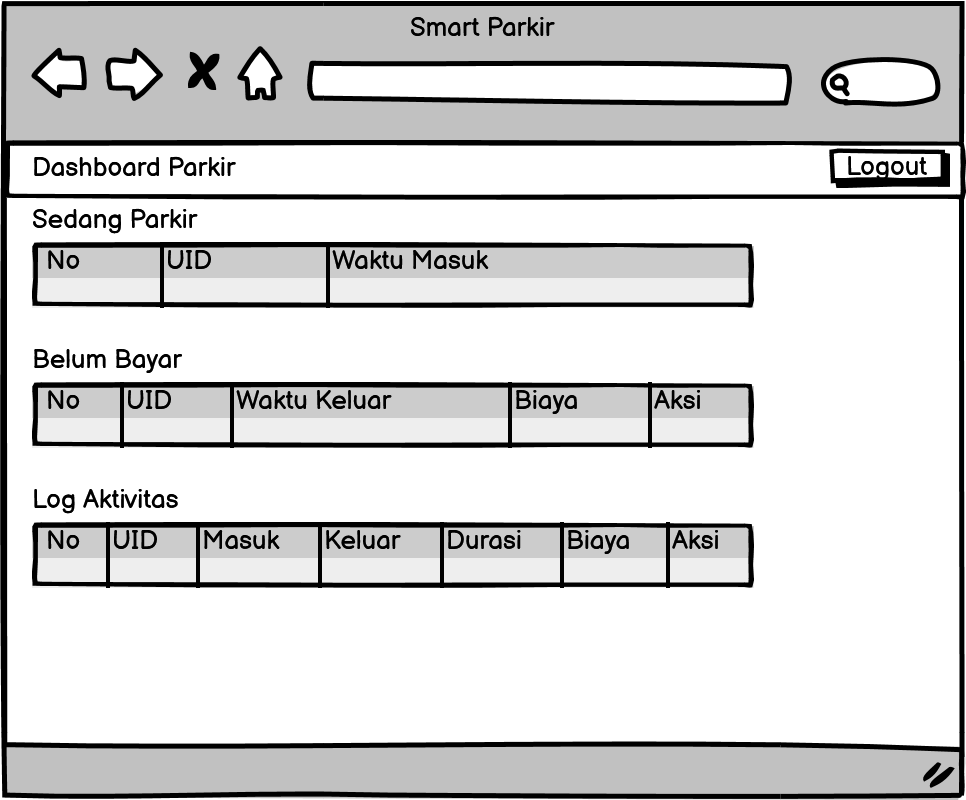 Smart Parkir
Dashboard Parkir Logout
Sedang Parkir
No UID Waktu Masuk
Belum Bayar
No UID Waktu Keluar Biaya Aksi
Log Aktivitas
No UID Masuk Keluar Durasi Biaya Aksi